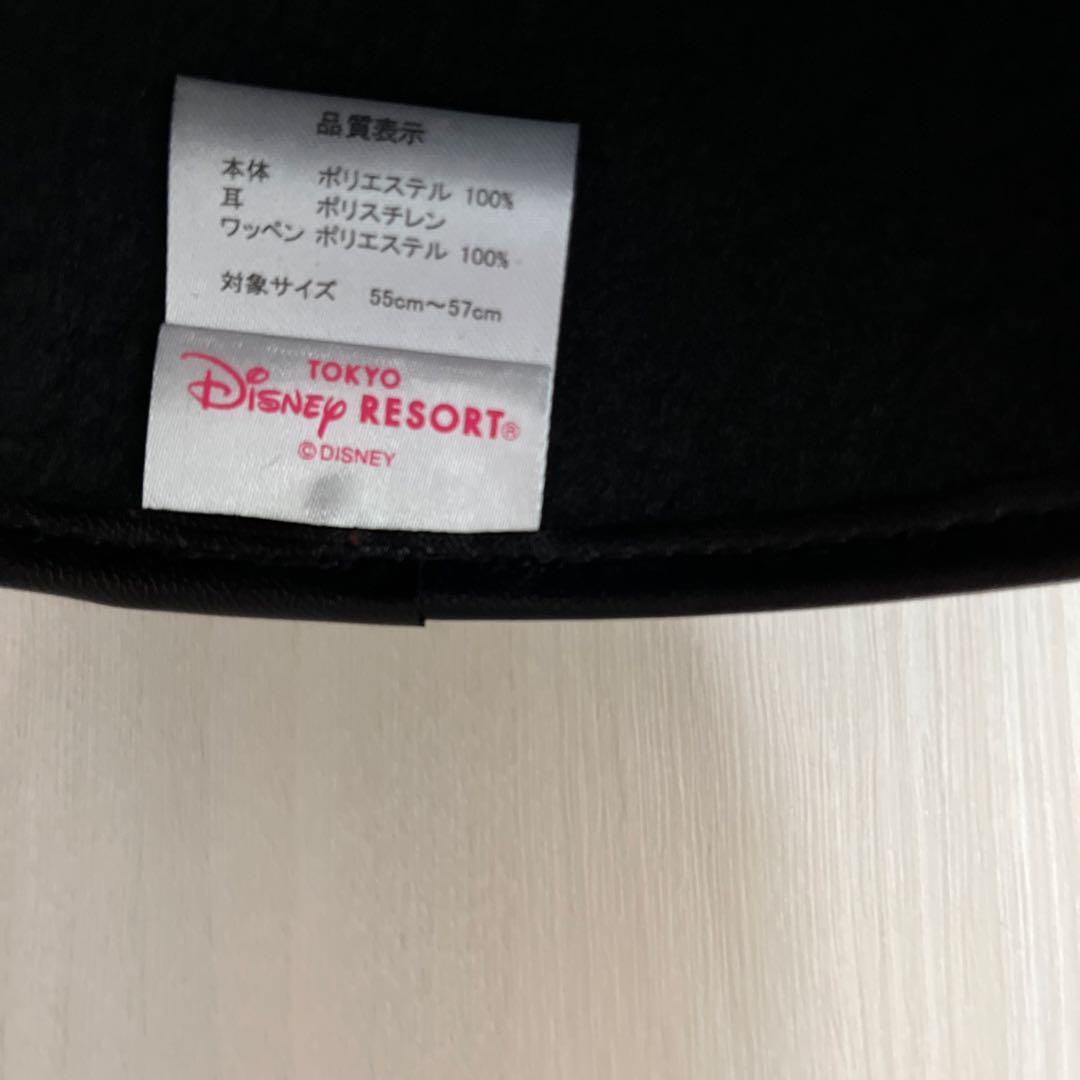 品質表示
本体 ポリエステル 100%
耳 ポリスチレン
ワッペン ポリエステル 100%
対象サイズ 55cm～57cm
TOKYO
Disney RESORT®
©DISNEY